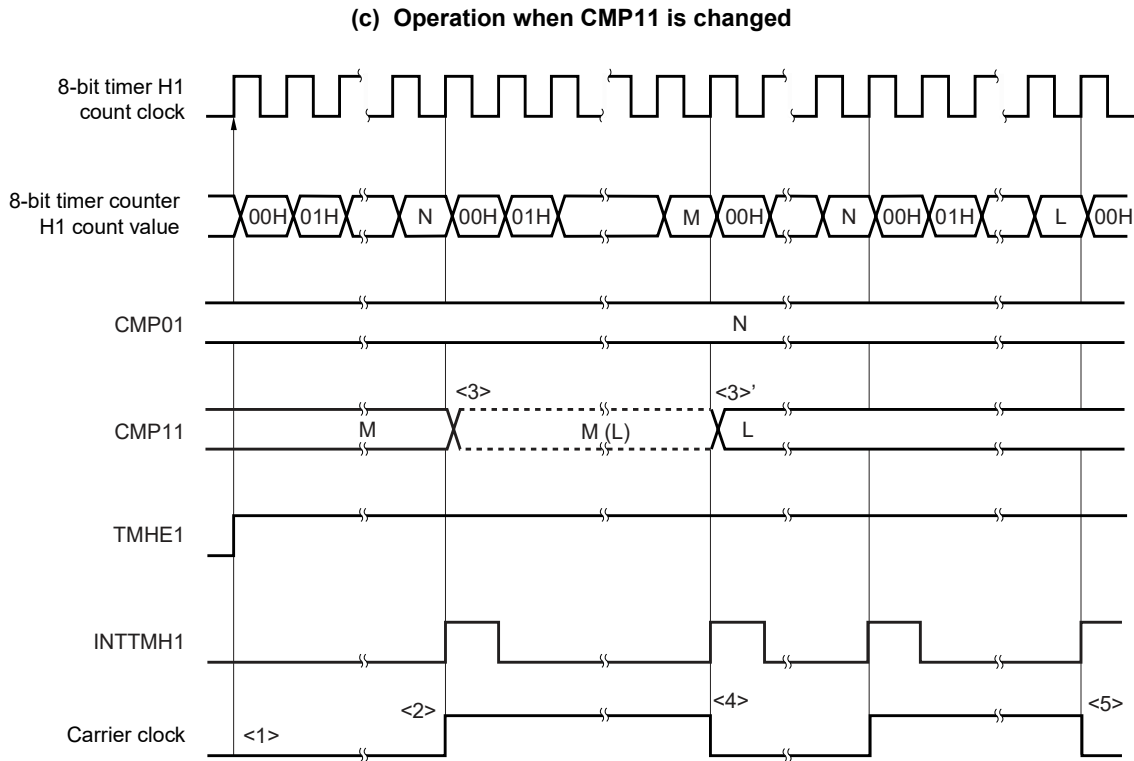 (c) Operation when CMP11 is changed
8-bit timer H1
count clock
8-bit timer counter
H1 count value
00H 01H N 00H 01H M 00H N 00H 01H L 00H
CMP01
N
<3> <3>’
CMP11
M M (L) L
TMHE1
INTTMH1
<2> <4> <5>
Carrier clock <1>